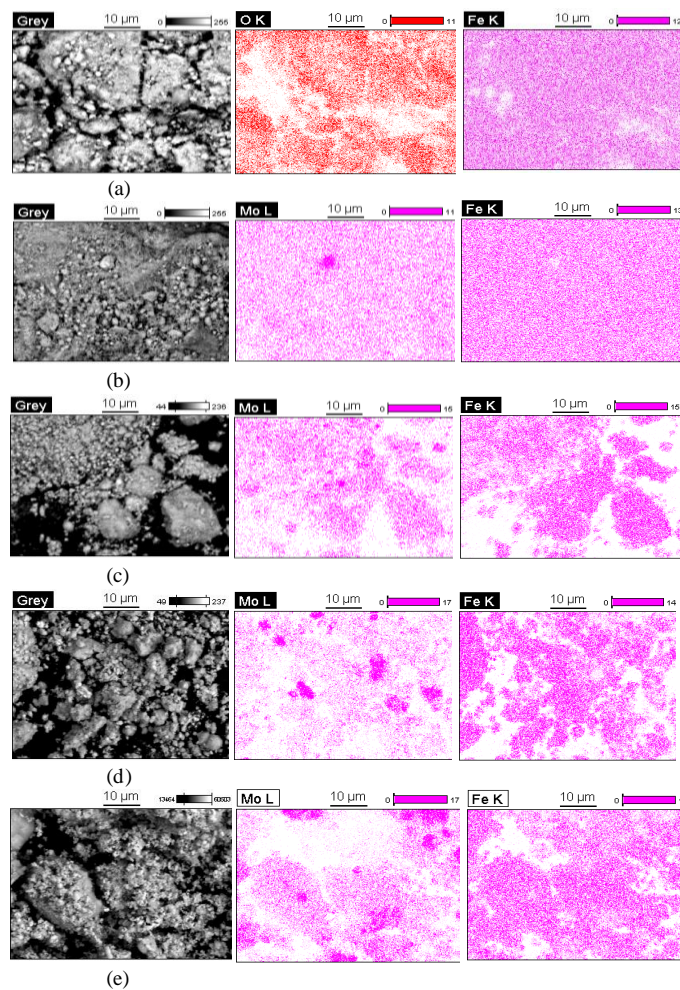 Grey 10 µm 0 255 O K 10 µm 0 11 Fe K 10 µm 0 12
(a)
Grey 10 µm 0 255 Mo L 10 µm 0 11 Fe K 10 µm 0 13
(b)
Grey 10 µm 44 236 Mo L 10 µm 0 15 Fe K 10 µm 0 15
(c)
Grey 10 µm 49 237 Mo L 10 µm 0 17 Fe K 10 µm 0 14
(d)
10 µm Mo L 10 µm 0 17 Fe K 10 µm 0
(e)